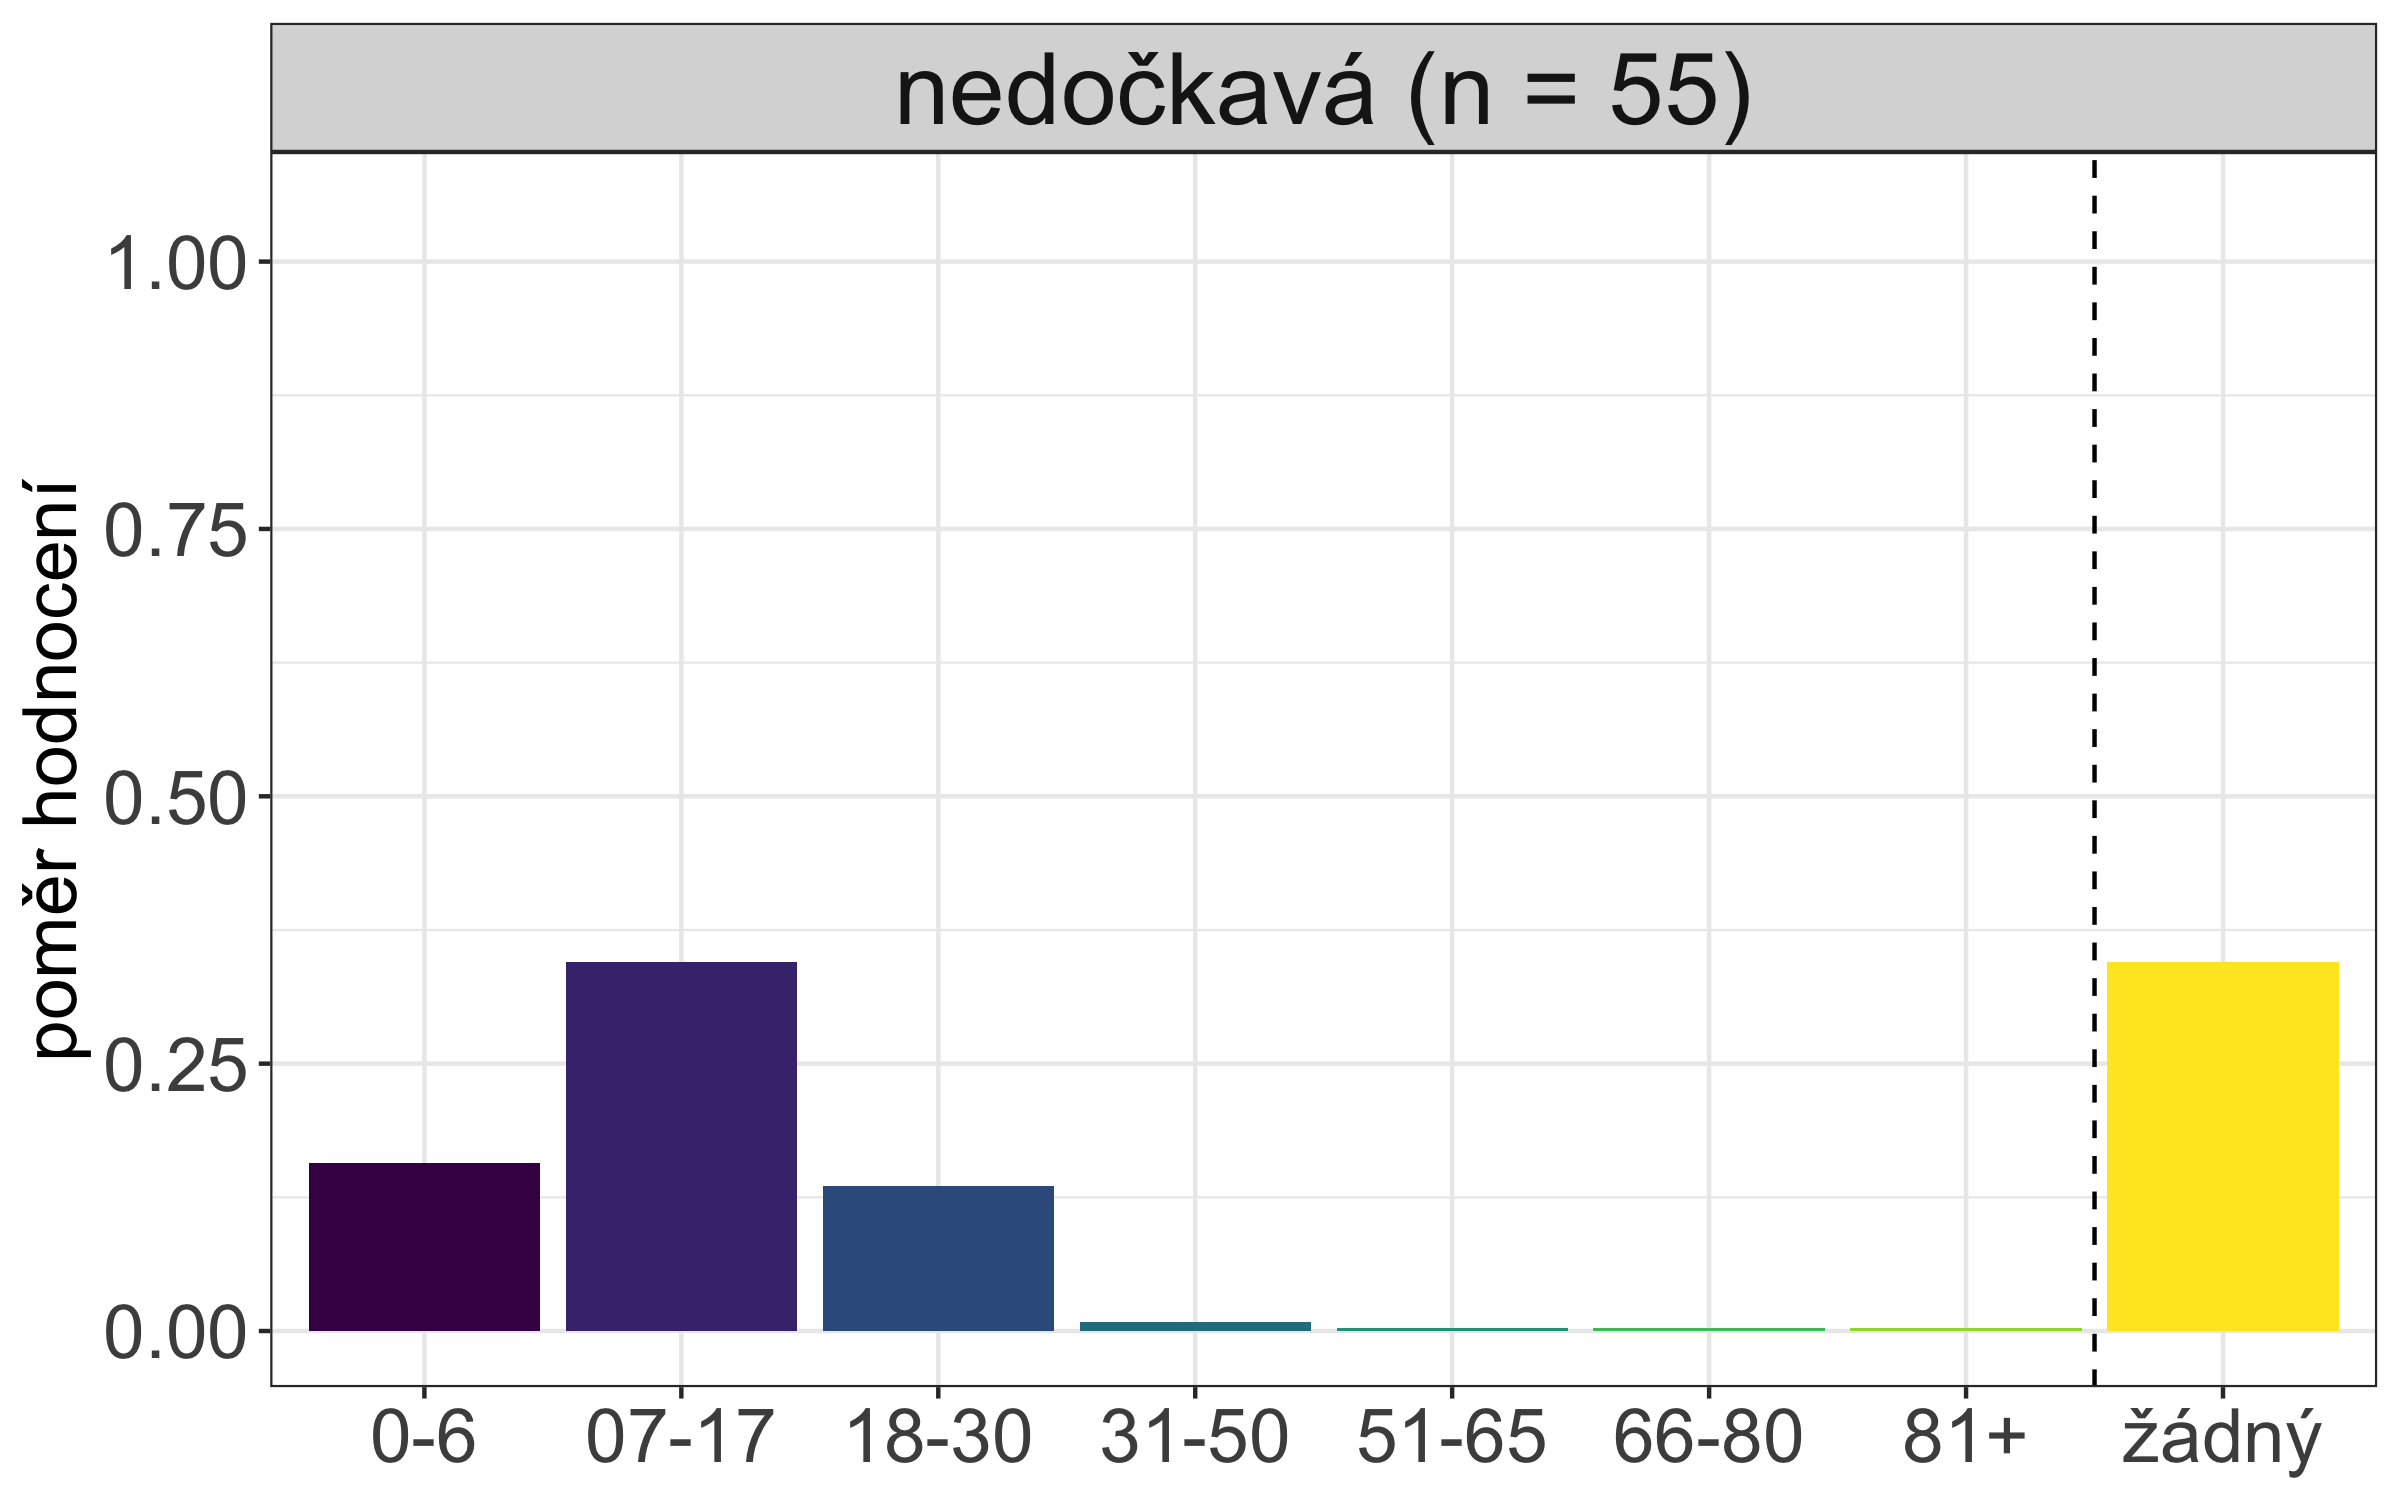 nedočkavá (n = 55)
poměr hodnocení
1.00
0.75
0.50
0.25
0.00
0-6 07-17 18-30 31-50 51-65 66-80 81+ žádný